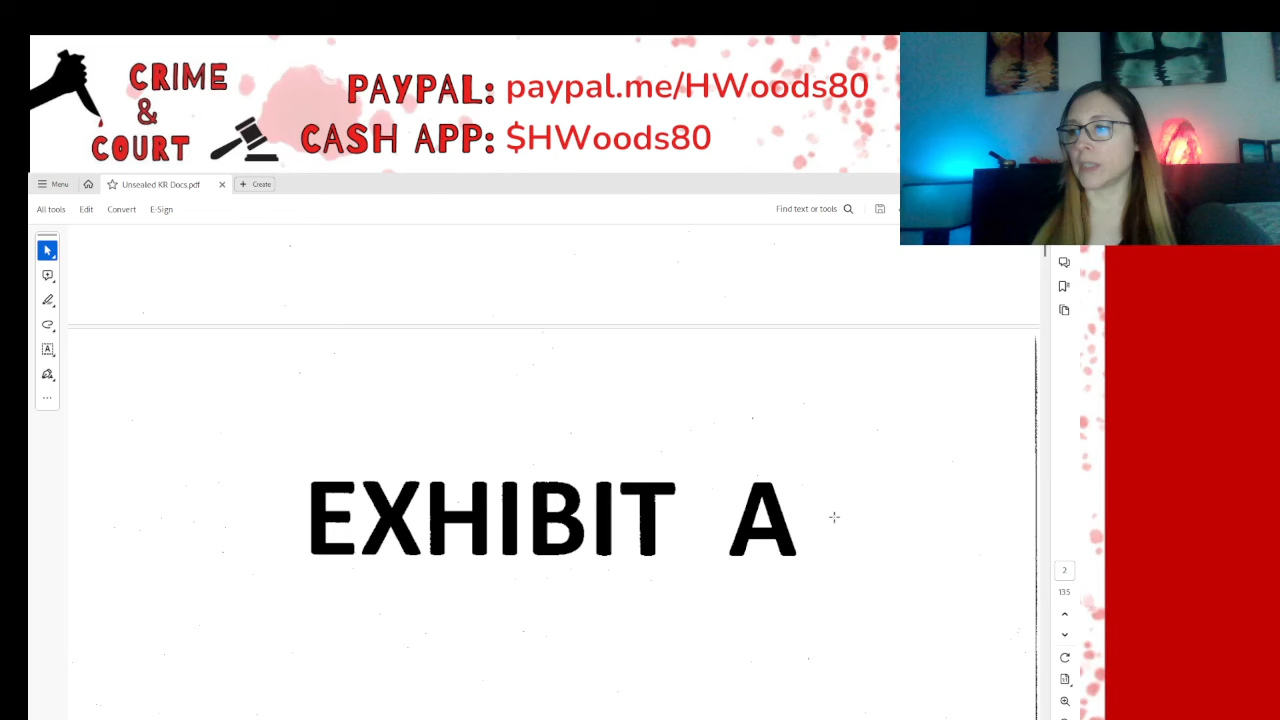 CRIME
&
COURT
PAYPAL: paypal.me/HWoods80
CASH APP: $HWoods80
Menu
Unsealed KR Docs.pdf
Create
All tools
Edit
Convert
E-Sign
Find text or tools
EXHIBIT A
2
135